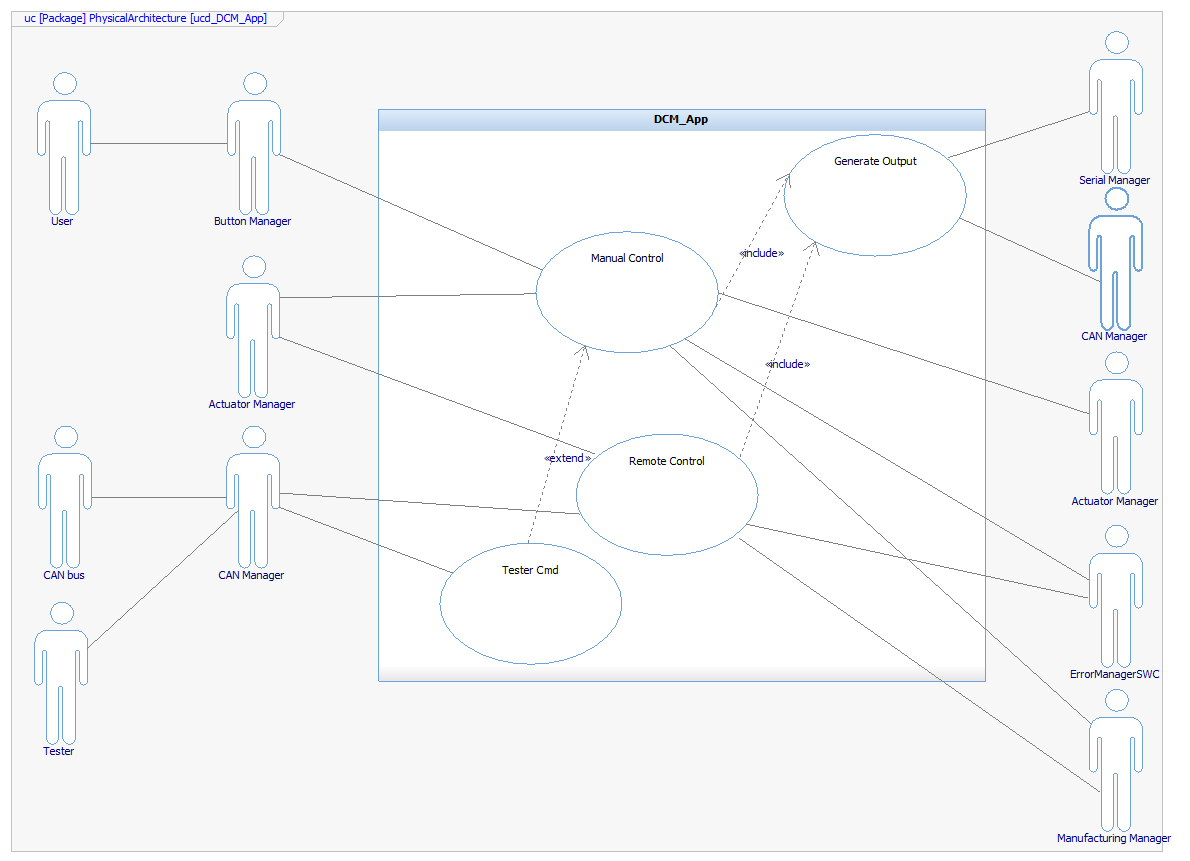 uc [Package] PhysicalArchitecture [ucd_DCM_App]
DCM_App
Generate Output
Serial Manager
User
Button Manager
«include»
Manual Control
CAN Manager
«include»
Actuator Manager
«extend»
Remote Control
Actuator Manager
CAN bus
CAN Manager
Tester Cmd
ErrorManagerSWC
Tester
Manufacturing Manager